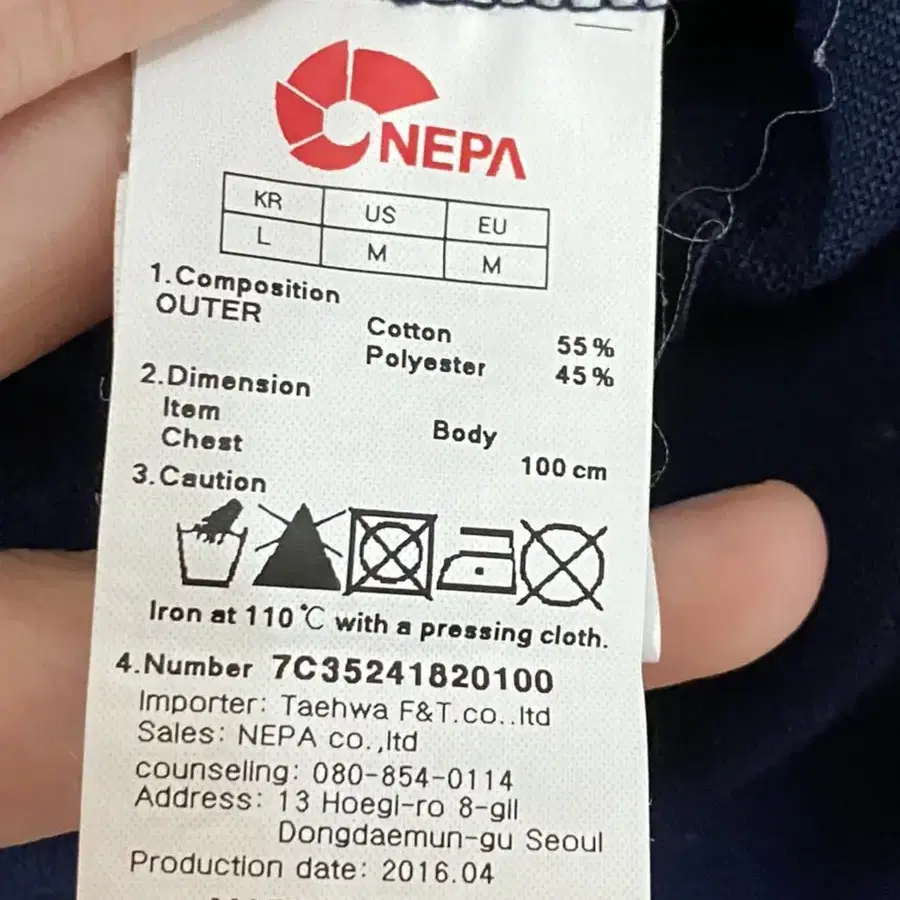 NEPA
KR US EU
L M M
1.Composition
OUTER
Cotton 55%
Polyester 45%
2.Dimension
Item Body
Chest 100 cm
3.Caution
Iron at 110℃ with a pressing cloth.
4.Number 7C35241820100
Importer: Taehwa F&T.co..ltd
Sales: NEPA co.,ltd
counseling: 080-854-0114
Address: 13 Hoegi-ro 8-gil
Dongdaemun-gu Seoul
Production date: 2016.04